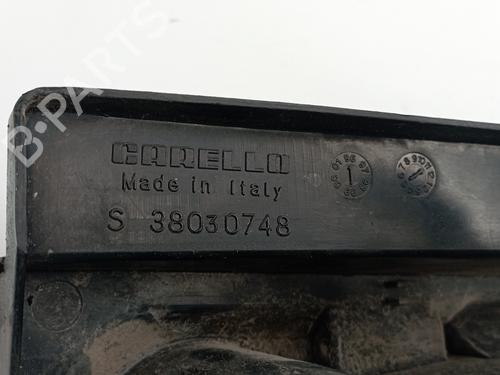 CARELLO
Made in Italy
S 38030748
B-PARTS